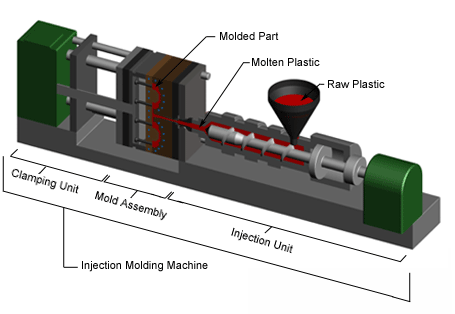 Molded Part
Molten Plastic
Raw Plastic
Clamping Unit
Mold Assembly
Injection Unit
Injection Molding Machine